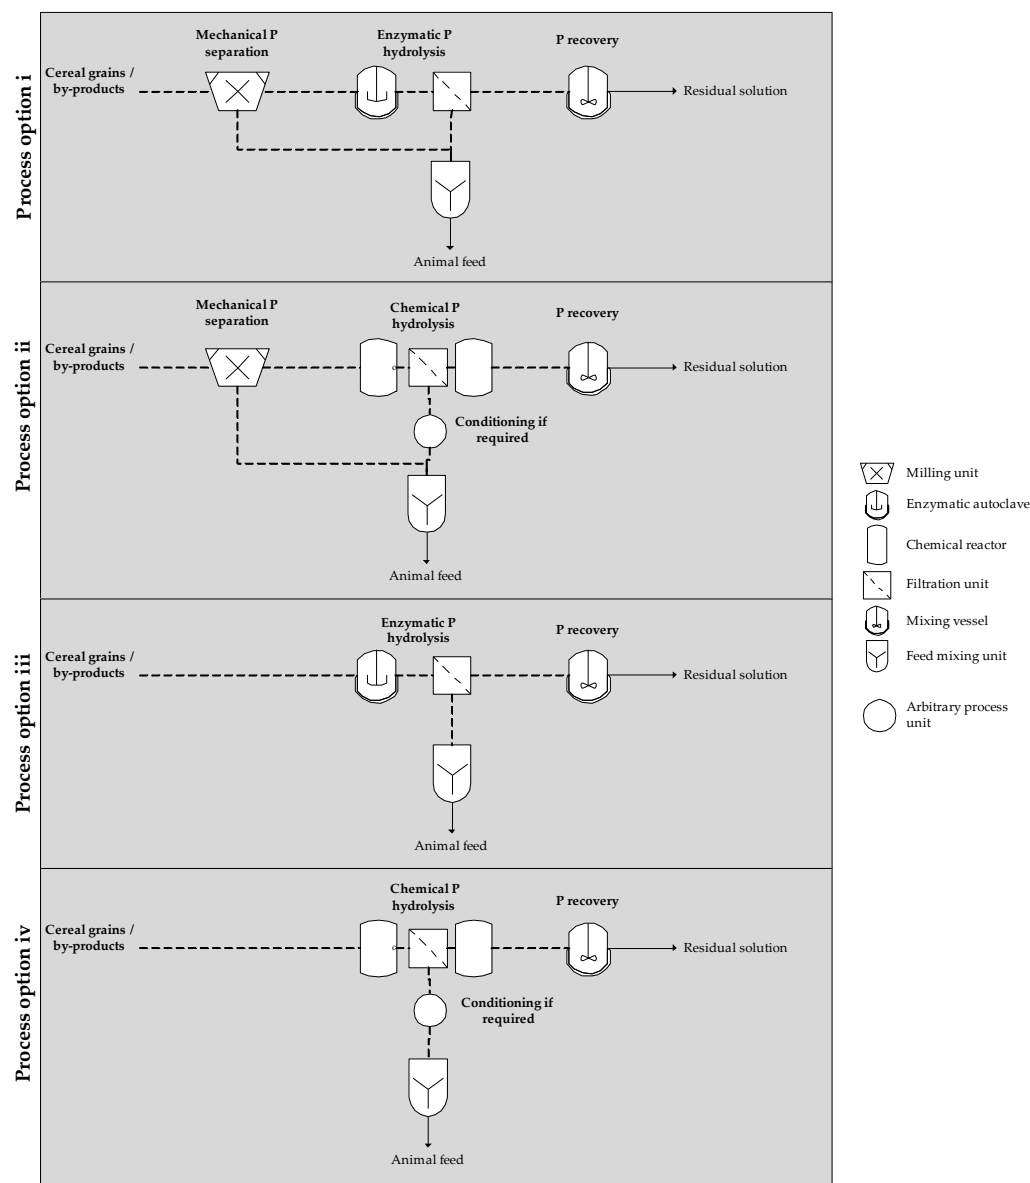 Process option i
Mechanical P
separation
Enzymatic P
hydrolysis
P recovery
Cereal grains /
by-products
Residual solution
Animal feed
Process option ii
Mechanical P
separation
Chemical P
hydrolysis
P recovery
Cereal grains /
by-products
Residual solution
Conditioning if
required
Animal feed
Process option iii
Enzymatic P
hydrolysis
P recovery
Cereal grains /
by-products
Residual solution
Animal feed
Process option iv
Chemical P
hydrolysis
P recovery
Cereal grains /
by-products
Residual solution
Conditioning if
required
Animal feed
Milling unit
Enzymatic autoclave
Chemical reactor
Filtration unit
Mixing vessel
Feed mixing unit
Arbitrary process
unit